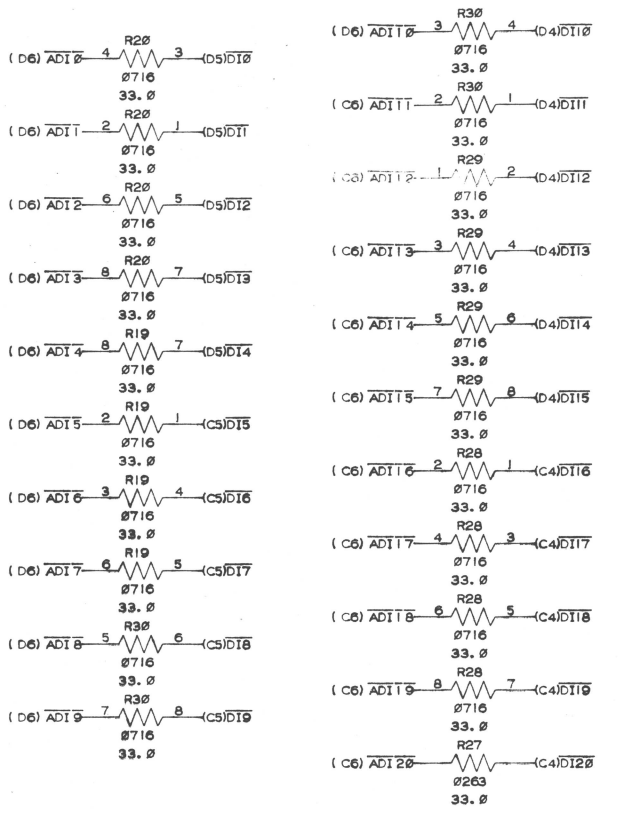 R2Ø
( D6) ADI Ø 4 3 (D5)DIØ
Ø716
33. Ø
R2Ø
( D6) ADI 1 2 1 (D5)DI1
Ø716
33. Ø
R2Ø
( D6) ADI 2 6 5 (D5)DI2
Ø716
33. Ø
R2Ø
( D6) ADI 3 8 7 (D5)DI3
Ø716
33. Ø
R19
( D6) ADI 4 8 7 (D5)DI4
Ø716
33. Ø
R19
( D6) ADI 5 2 1 (C5)DI5
Ø716
33. Ø
R19
( D6) ADI 6 3 4 (C5)DI6
Ø716
33. Ø
R19
( D6) ADI 7 6 5 (C5)DI7
Ø716
33. Ø
R3Ø
( D6) ADI 8 5 6 (C5)DI8
Ø716
33. Ø
R3Ø
( D6) ADI 9 7 8 (C5)DI9
Ø716
33. Ø
R3Ø
( D6) ADI 1Ø 3 4 (D4)DI1Ø
Ø716
33. Ø
R3Ø
( C6) ADI 11 2 1 (D4)DI11
Ø716
33. Ø
R29
( C6) ADI 12 1 2 (D4)DI12
Ø716
33. Ø
R29
( C6) ADI 13 3 4 (D4)DI13
Ø716
33. Ø
R29
( C6) ADI 14 5 6 (D4)DI14
Ø716
33. Ø
R29
( C6) ADI 15 7 8 (D4)DI15
Ø716
33. Ø
R28
( C6) ADI 16 2 1 (C4)DI16
Ø716
33. Ø
R28
( C6) ADI 17 4 3 (C4)DI17
Ø716
33. Ø
R28
( C6) ADI 18 6 5 (C4)DI18
Ø716
33. Ø
R28
( C6) ADI 19 8 7 (C4)DI19
Ø716
33. Ø
R27
( C6) ADI 2Ø (C4)DI2Ø
Ø263
33. Ø